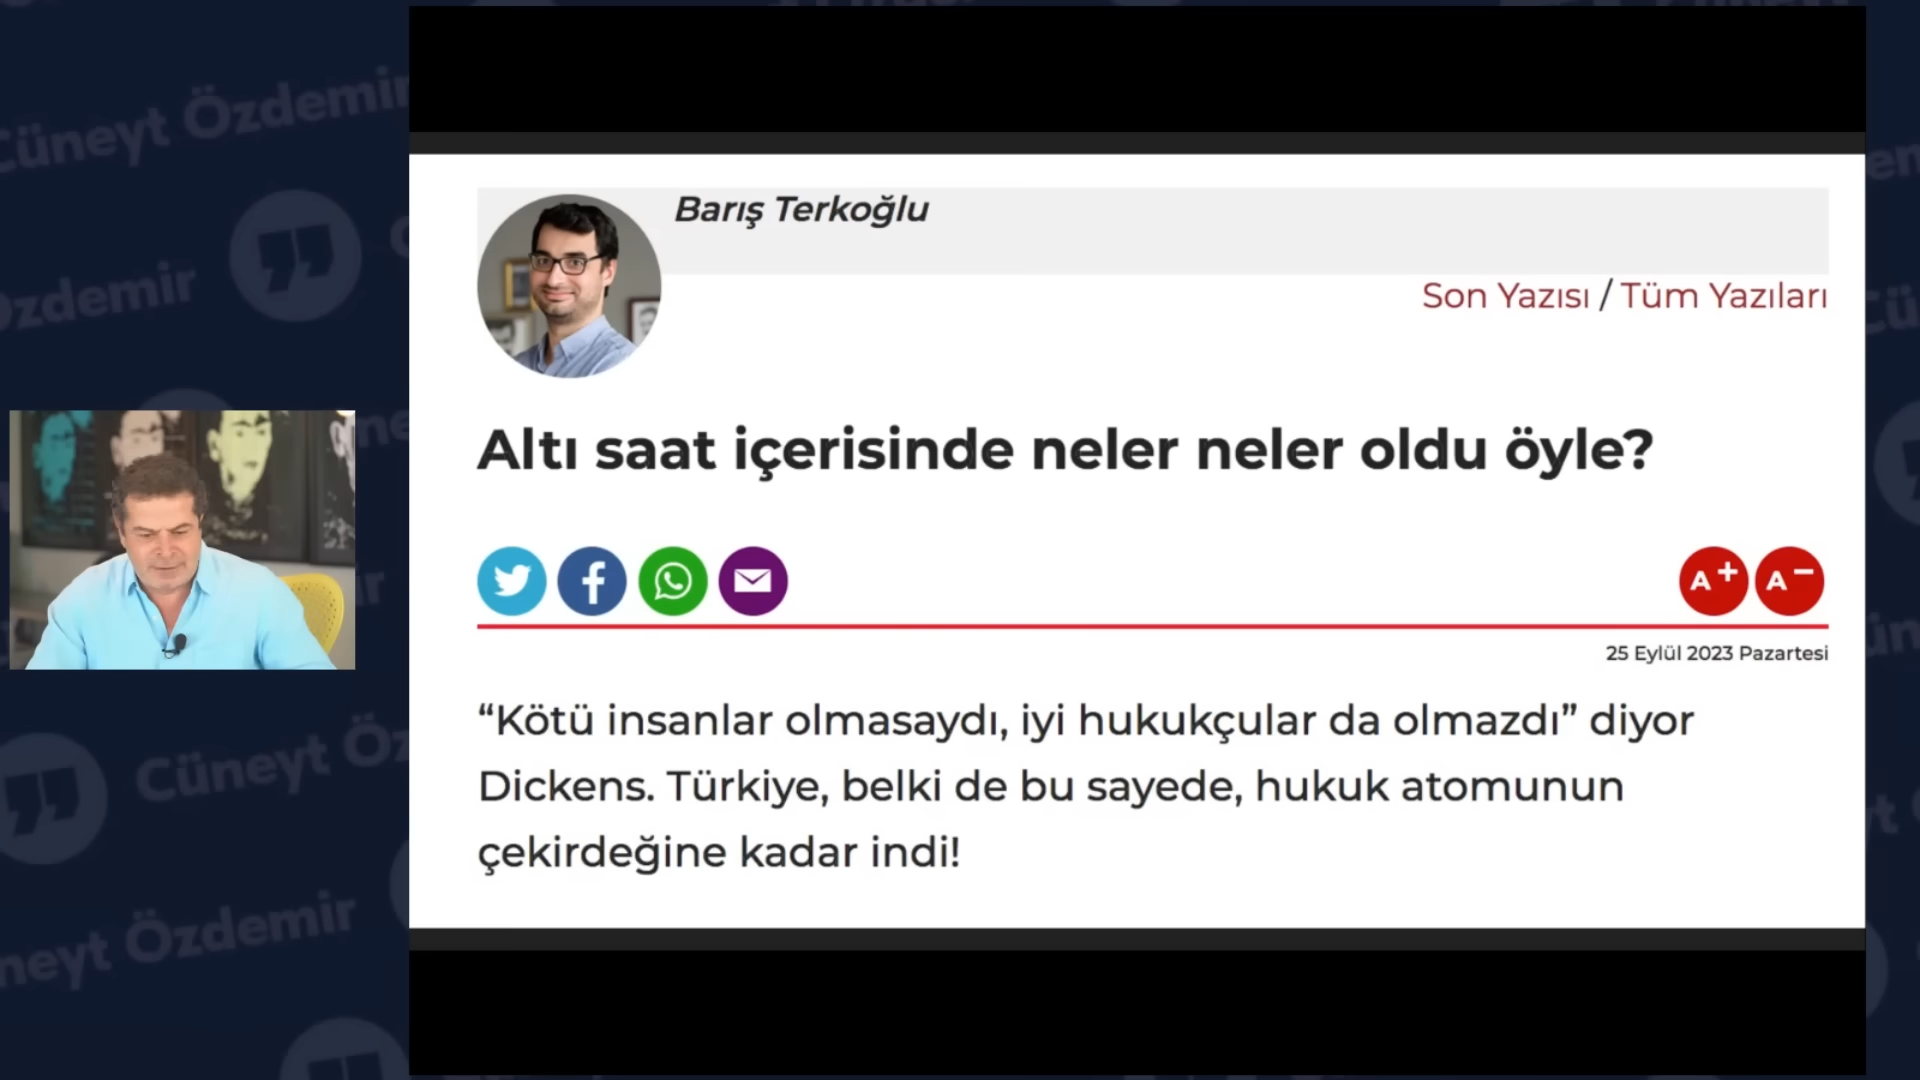 Cüneyt Özdemir
Barış Terkoğlu
Son Yazısı / Tüm Yazıları
Altı saat içerisinde neler neler oldu öyle?
A+ A−
25 Eylül 2023 Pazartesi
“Kötü insanlar olmasaydı, iyi hukukçular da olmazdı” diyor
Dickens. Türkiye, belki de bu sayede, hukuk atomunun
çekirdeğine kadar indi!
Özdemir
Cüneyt Öz
neyt Özdemir